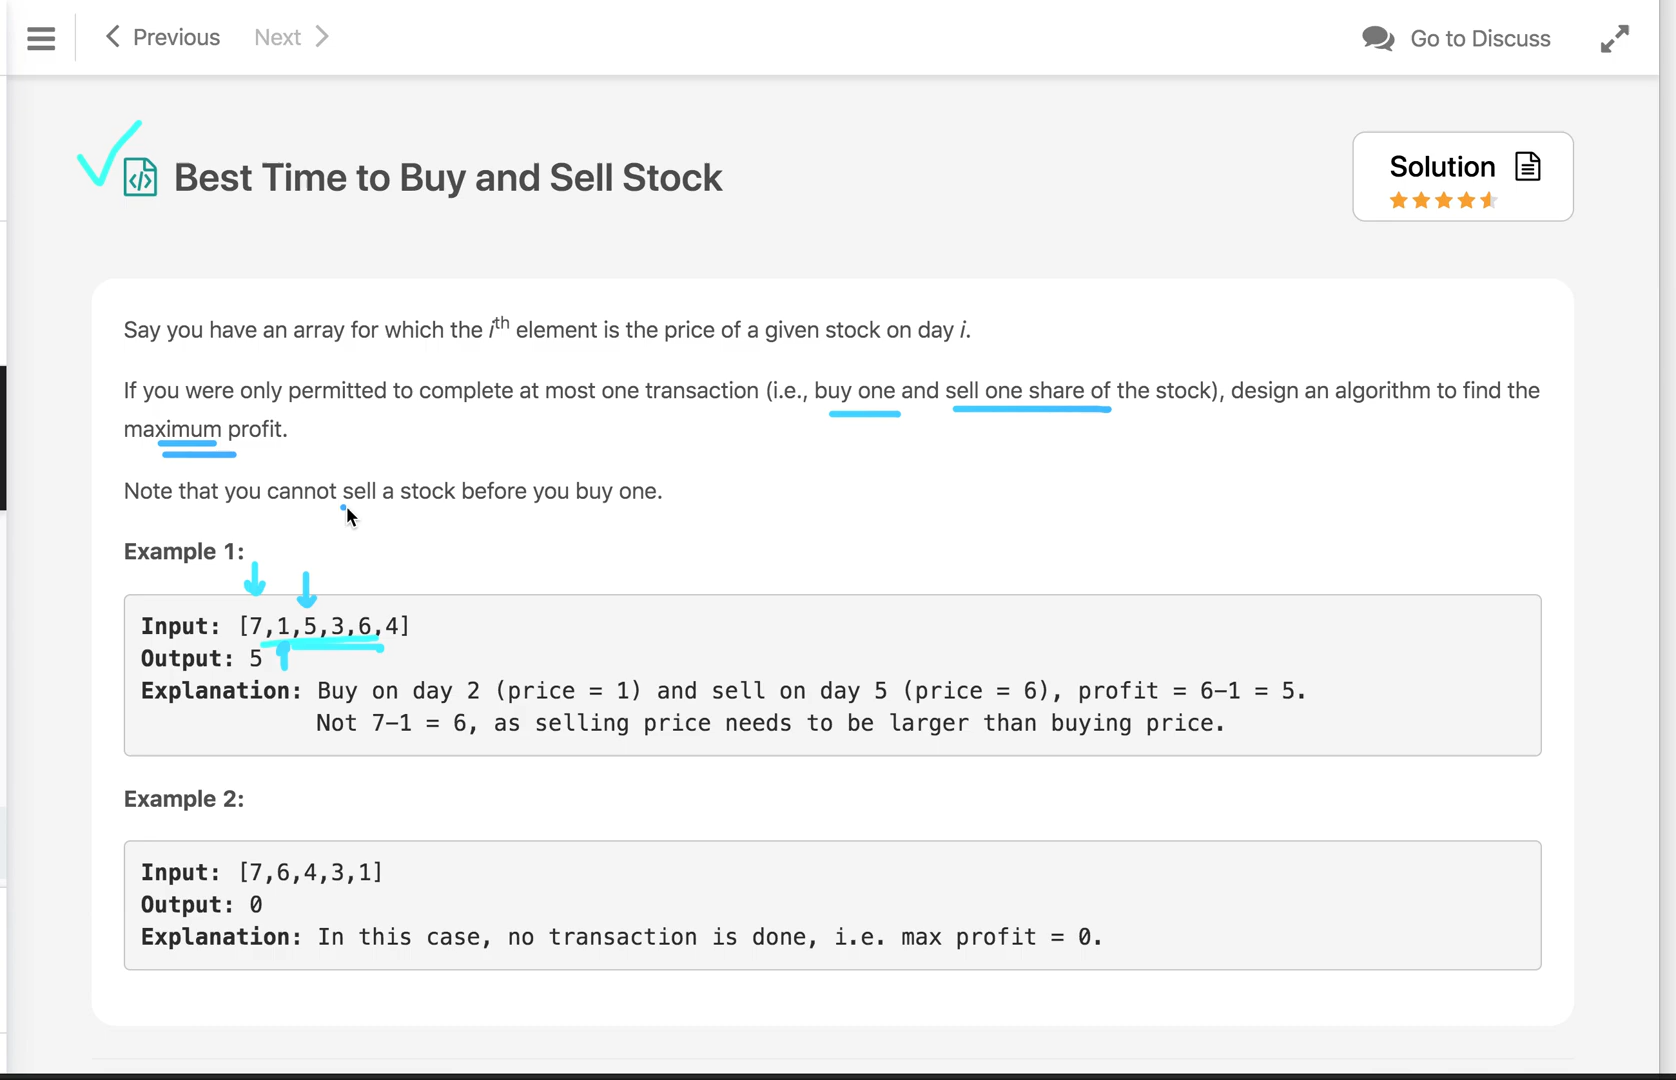 Previous Next Go to Discuss
Best Time to Buy and Sell Stock
Solution
Say you have an array for which the ith element is the price of a given stock on day i.
If you were only permitted to complete at most one transaction (i.e., buy one and sell one share of the stock), design an algorithm to find the
maximum profit.
Note that you cannot sell a stock before you buy one.
Example 1:
Input: [7,1,5,3,6,4]
Output: 5
Explanation: Buy on day 2 (price = 1) and sell on day 5 (price = 6), profit = 6-1 = 5.
Not 7-1 = 6, as selling price needs to be larger than buying price.
Example 2:
Input: [7,6,4,3,1]
Output: 0
Explanation: In this case, no transaction is done, i.e. max profit = 0.